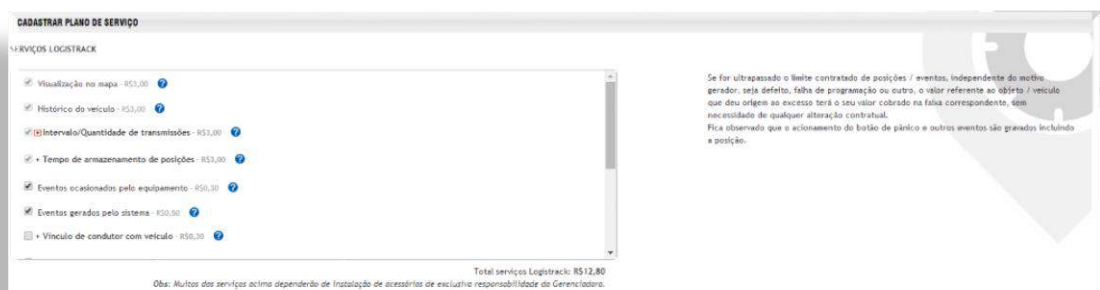 CADASTRAR PLANO DE SERVIÇO
SERVIÇOS LOGISTRACK
Visualização no mapa - R$3,00 ?
Histórico do veículo - R$3,00 ?
Intervalo/Quantidade de transmissões - R$3,00 ?
+ Tempo de armazenamento de posições - R$3,00 ?
Eventos ocasionados pelo equipamento - R$0,30 ?
Eventos gerados pelo sistema - R$0,50 ?
+ Vínculo de condutor com veículo - R$0,30 ?
Total serviços Logistrack: R$12,80
Obs: Muitos dos serviços acima dependerão de instalação de acessórios de exclusiva responsabilidade da Gerenciadora.
Se for ultrapassado o limite contratado de posições / eventos, independente do motivo
gerador, seja defeito, falha de programação ou outro, o valor referente ao objeto / veículo
que deu origem ao excesso terá o seu valor cobrado na faixa correspondente, sem
necessidade de qualquer alteração contratual.
Fica observado que o acionamento do botão de pânico e outros eventos são gravados incluindo
a posição.